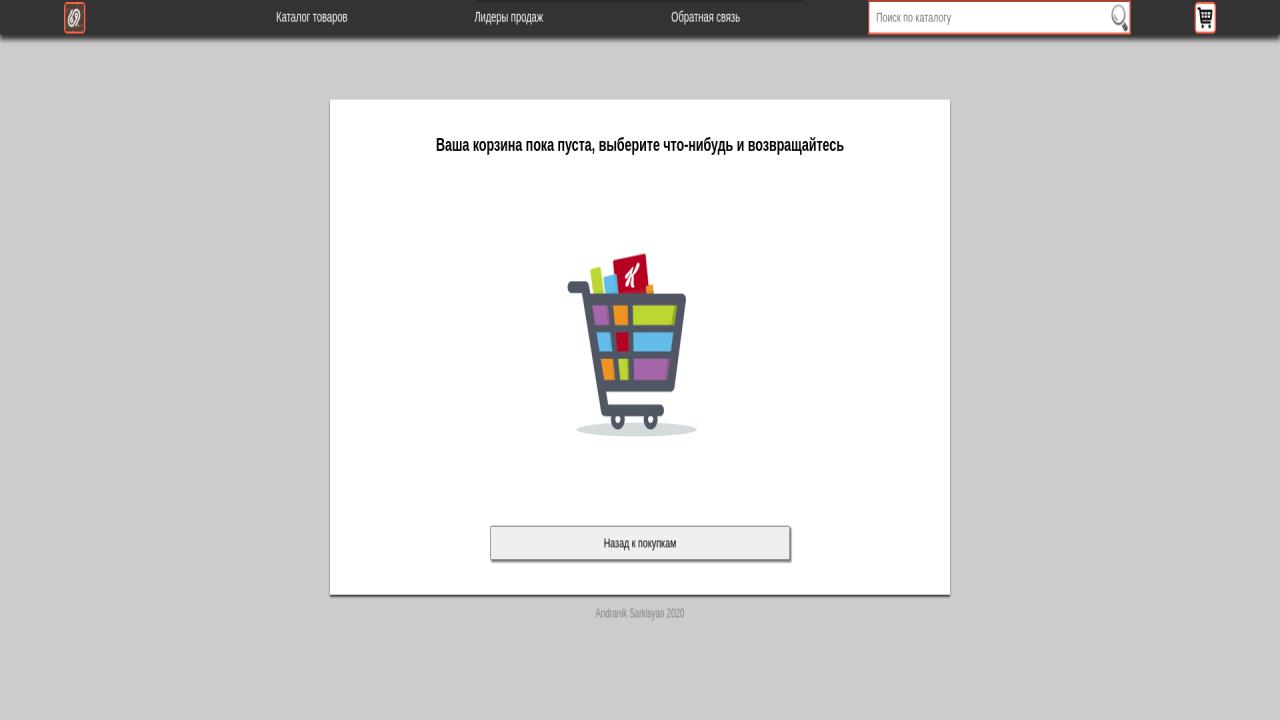 Каталог товаров
Лидеры продаж
Обратная связь
Поиск по каталогу
Ваша корзина пока пуста, выберите что-нибудь и возвращайтесь
K
Назад к покупкам
Andranik Sarkisyan 2020